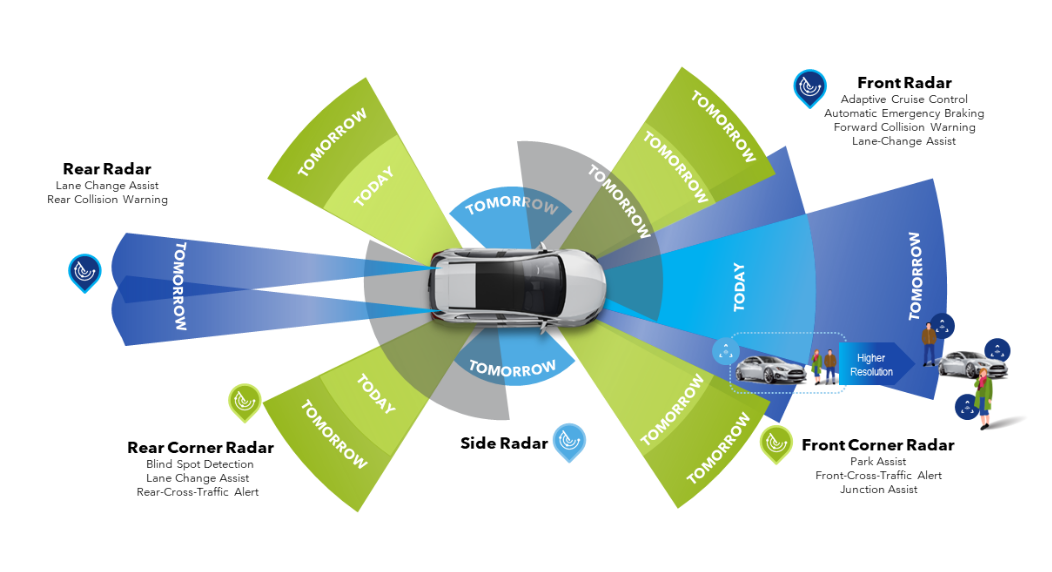 Front Radar
Adaptive Cruise Control
Automatic Emergency Braking
Forward Collision Warning
Lane-Change Assist
TOMORROW
TODAY
TOMORROW
TOMORROW
TOMORROW
TOMORROW
Rear Radar
Lane Change Assist
Rear Collision Warning
TOMORROW
TODAY
TOMORROW
Higher
Resolution
TOMORROW
TODAY
TOMORROW
TOMORROW
TOMORROW
Rear Corner Radar
Blind Spot Detection
Lane Change Assist
Rear-Cross-Traffic Alert
Side Radar
Front Corner Radar
Park Assist
Front-Cross-Traffic Alert
Junction Assist